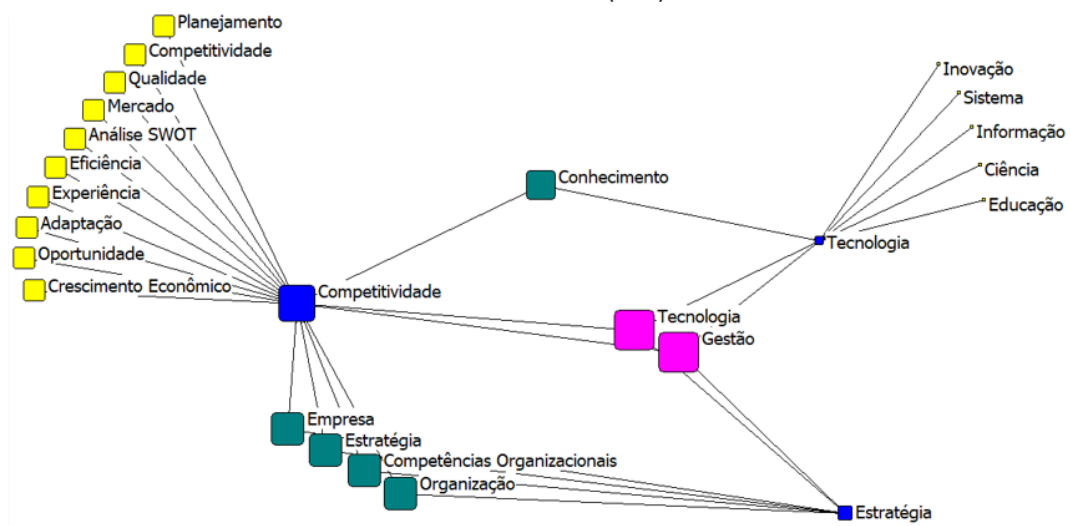 Planejamento
Competitividade
Qualidade
Mercado
Análise SWOT
Eficiência
Experiência
Adaptação
Oportunidade
Crescimento Econômico
Competitividade
Conhecimento
Inovação
Sistema
Informação
Ciência
Educação
Tecnologia
Tecnologia
Gestão
Empresa
Estratégia
Competências Organizacionais
Organização
Estratégia